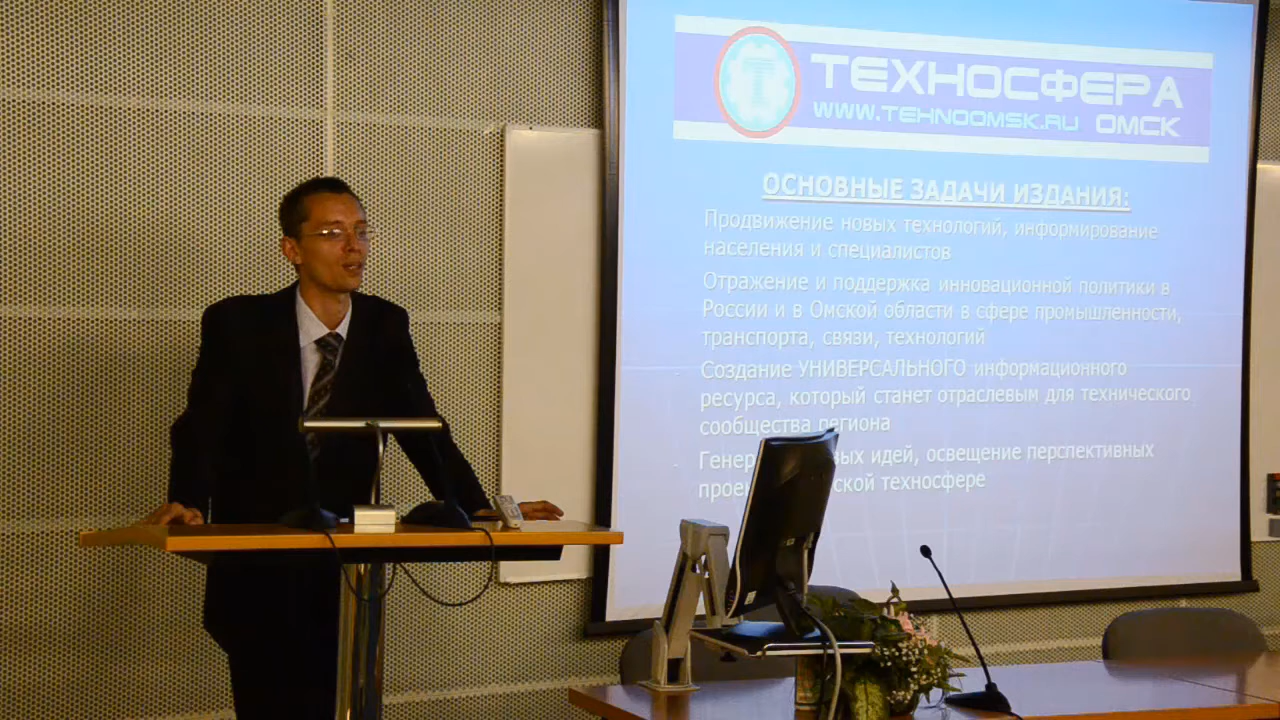 ТЕХНОСФЕРА
WWW.TEHNOOMSK.RU ОМСК
ОСНОВНЫЕ ЗАДАЧИ ИЗДАНИЯ:
Продвижение новых технологий, информирование
населения и специалистов
Отражение и поддержка инновационной политики в
России и в Омской области в сфере промышленности,
транспорта, связи, технологий
Создание УНИВЕРСАЛЬНОГО информационного
ресурса, который станет отраслевым для технического
сообщества региона
идей, освещение перспективных
техносфере